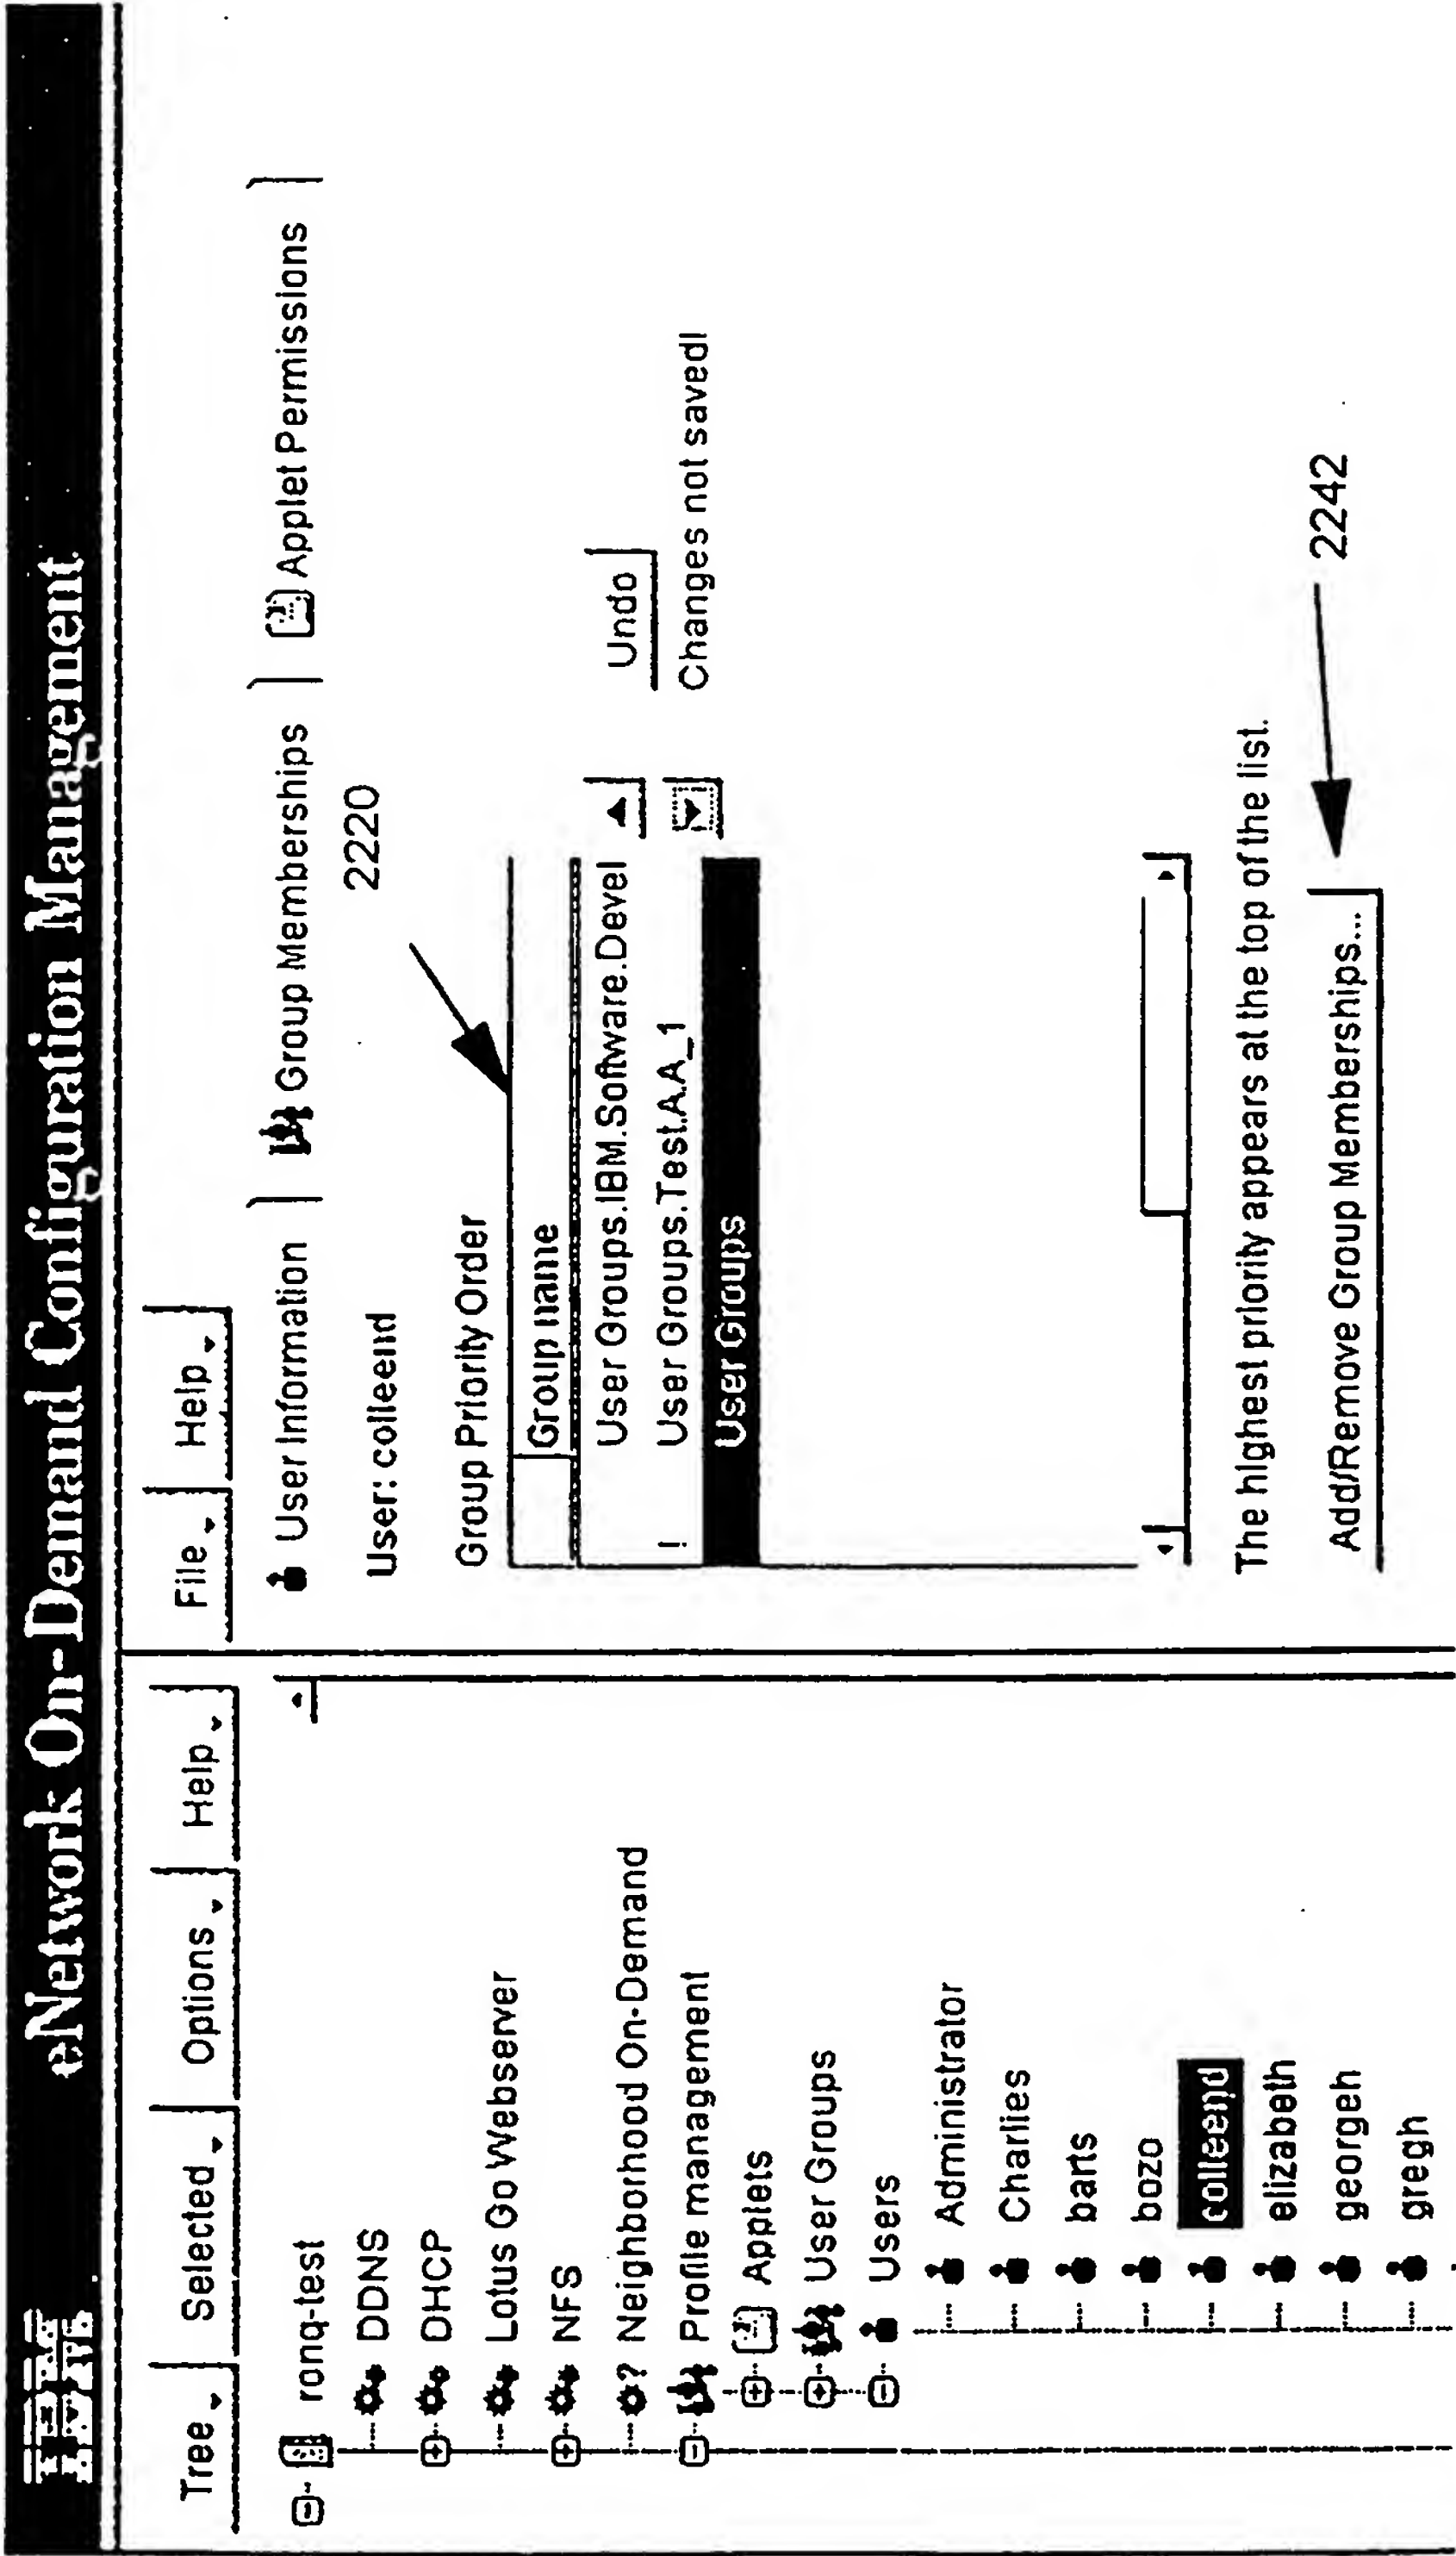 IBM eNetwork On-Demand Configuration Management
Tree Selected Options Help
ronq-test
DDNS
DHCP
Lotus Go Webserver
NFS
? Neighborhood On-Demand
Profile management
Applets
User Groups
Users
Administrator
Charlies
barts
bozo
colleend
elizabeth
georgeh
gregh
File Help
User Information Group Memberships Applet Permissions
User: colleend
2220
Group Priority Order
Group name
User Groups.IBM.Software.Devel
! User Groups.Test.A.A_1
User Groups
Undo
Changes not saved!
The highest priority appears at the top of the list.
Add/Remove Group Memberships...
2242